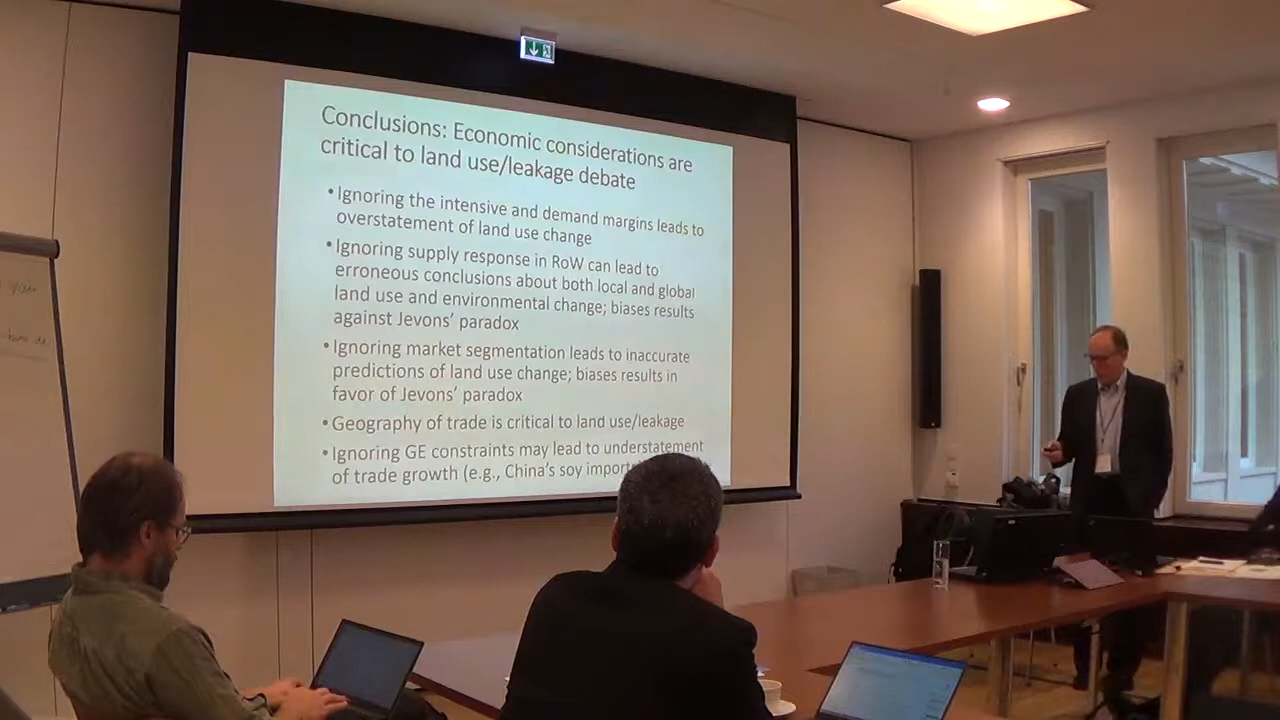 Conclusions: Economic considerations are
critical to land use/leakage debate
•Ignoring the intensive and demand margins leads to
overstatement of land use change
•Ignoring supply response in RoW can lead to
erroneous conclusions about both local and global
land use and environmental change; biases results
against Jevons’ paradox
•Ignoring market segmentation leads to inaccurate
predictions of land use change; biases results in
favor of Jevons’ paradox
•Geography of trade is critical to land use/leakage
•Ignoring GE constraints may lead to understatement
of trade growth (e.g., China’s soy
you